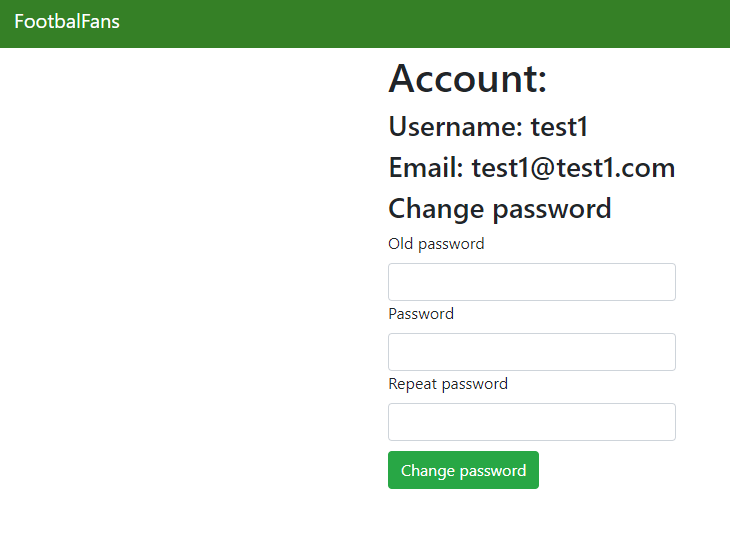 FootbalFans
Account:
Username: test1
Email: test1@test1.com
Change password
Old password
Password
Repeat password
Change password